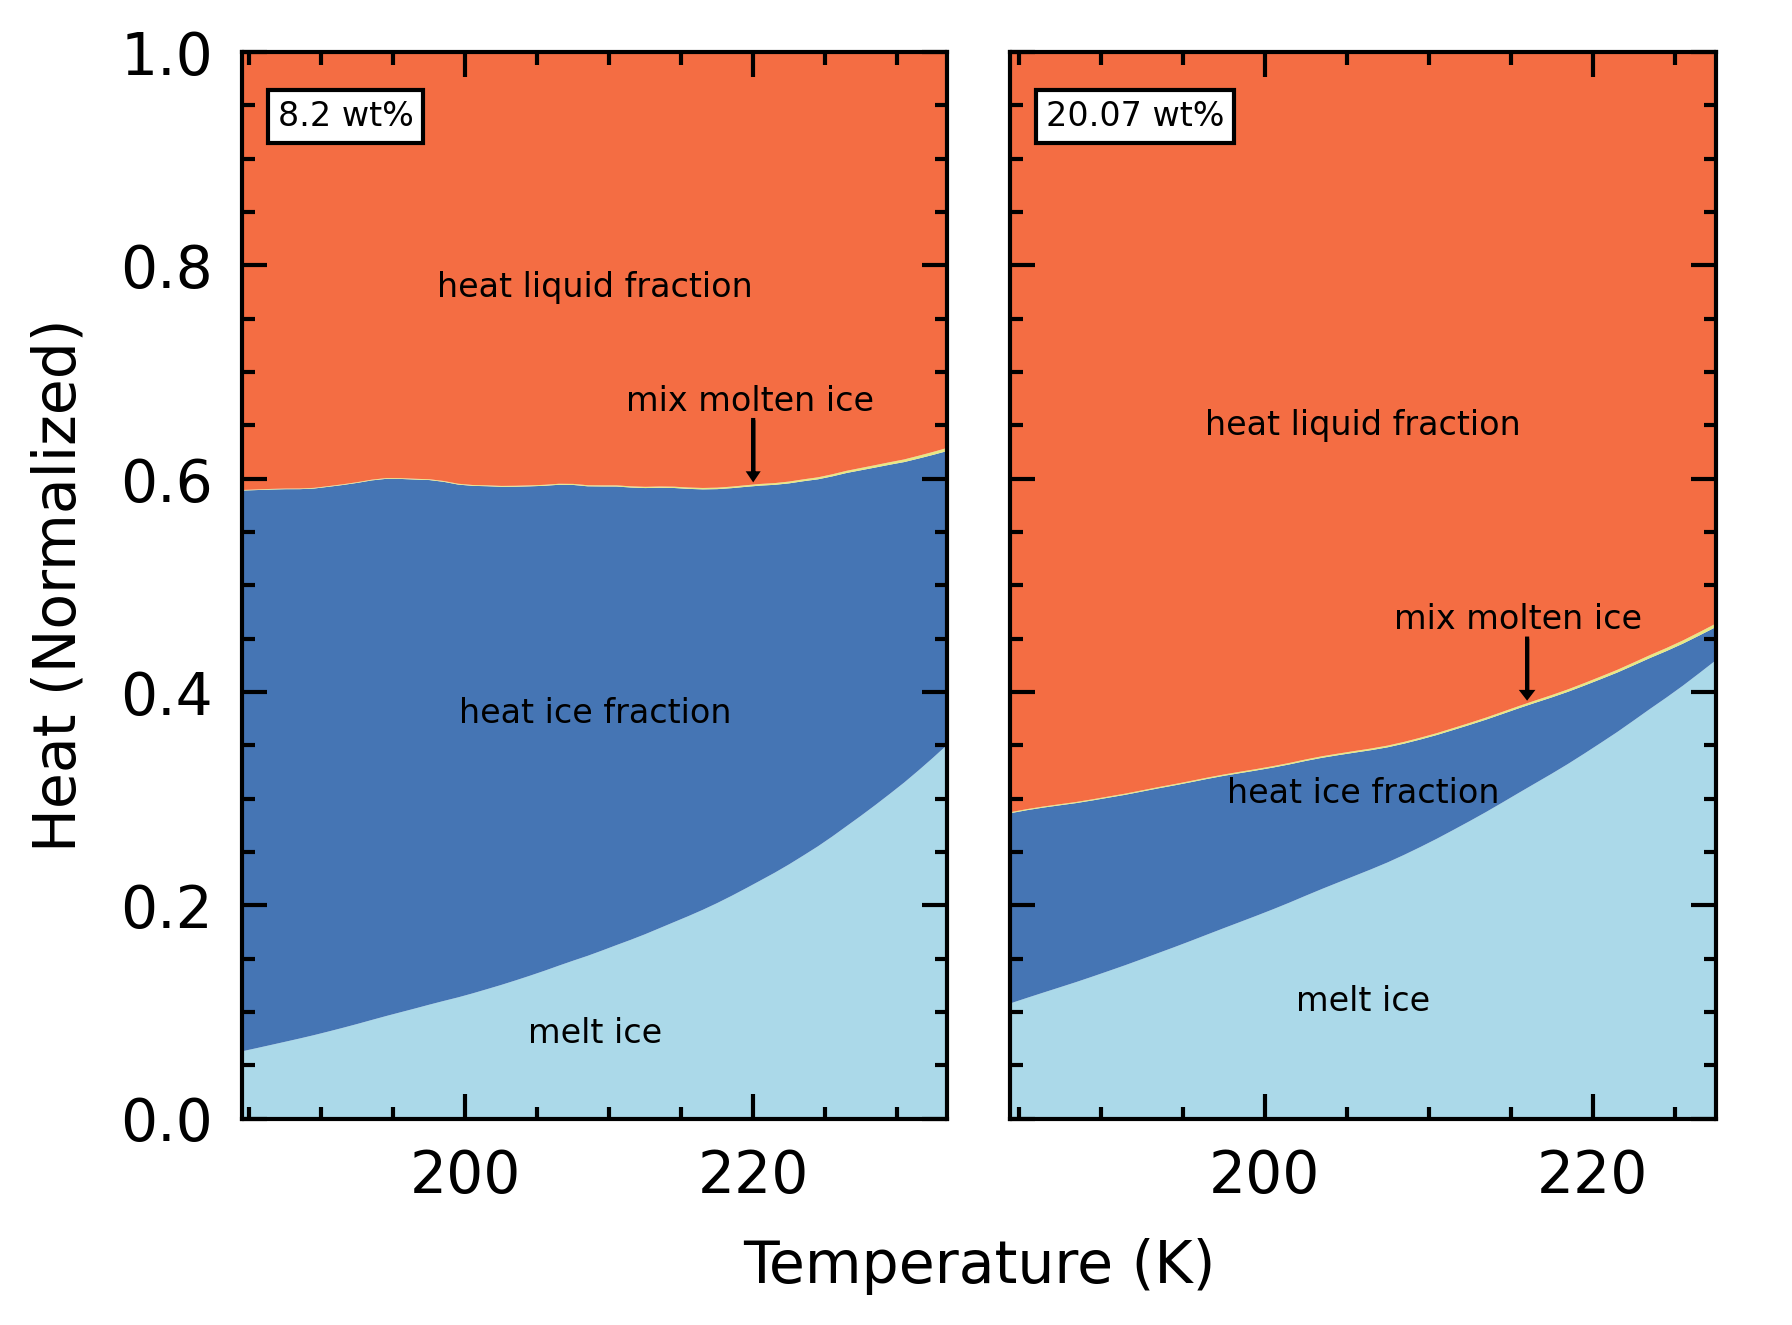 Heat (Normalized)
1.0
0.8
0.6
0.4
0.2
0.0
8.2 wt%
heat liquid fraction
mix molten ice
heat ice fraction
melt ice
200
220
20.07 wt%
heat liquid fraction
mix molten ice
heat ice fraction
melt ice
200
220
Temperature (K)